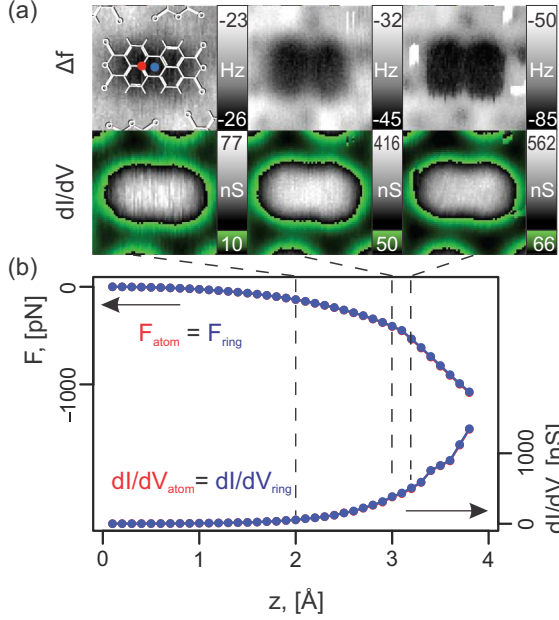 (a)
Δf
-23
Hz
-26
-32
Hz
-45
-50
Hz
-85
dI/dV
77
nS
10
416
nS
50
562
nS
66
(b)
F, [pN]
0
−1000
F_atom = F_ring
dI/dV_atom = dI/dV_ring
1000
0
dI/dV, [nS]
0 1 2 3 4
z, [Å]